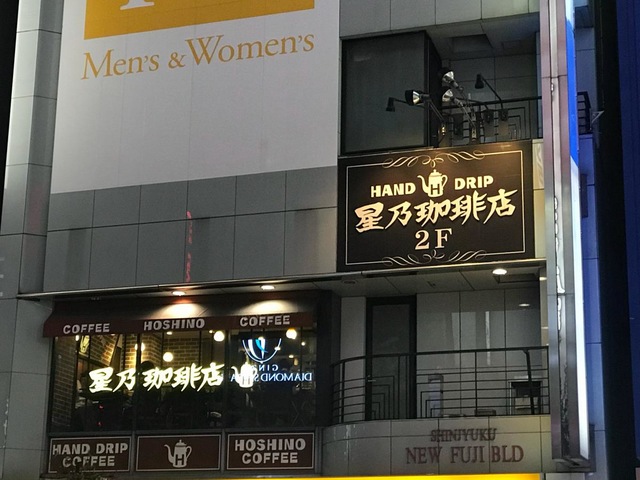 MEN'S & WOMEN'S
HAND DRIP
星乃珈琲店
2F
COFFEE HOSHINO COFFEE
星乃珈琲店
HAND DRIP
COFFEE
HOSHINO
COFFEE
SHINJYUKU
NEW FUJI BLD